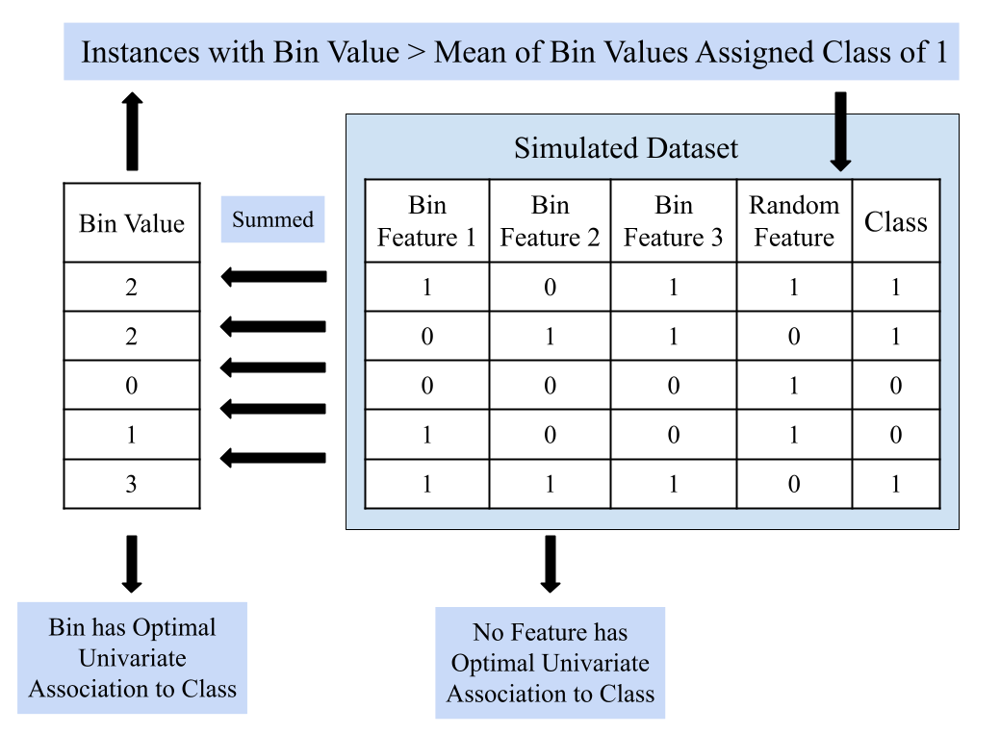 Instances with Bin Value > Mean of Bin Values Assigned Class of 1
Simulated Dataset
Bin Value
2
2
0
1
3
Summed
Bin Feature 1 Bin Feature 2 Bin Feature 3 Random Feature Class
1 0 1 1 1
0 1 1 0 1
0 0 0 1 0
1 0 0 1 0
1 1 1 0 1
Bin has Optimal
Univariate
Association to Class
No Feature has
Optimal Univariate
Association to Class